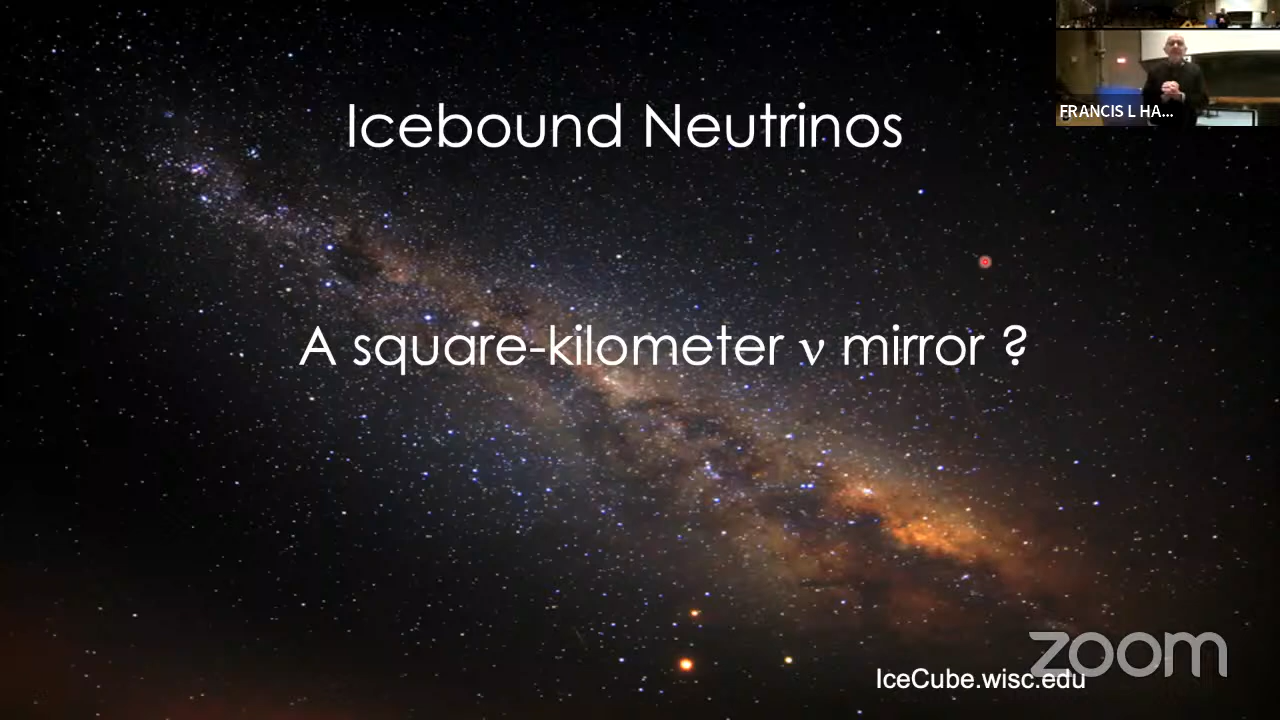 Icebound Neutrinos
FRANCIS L HA...
A square-kilometer ν mirror ?
zoom
IceCube.wisc.edu